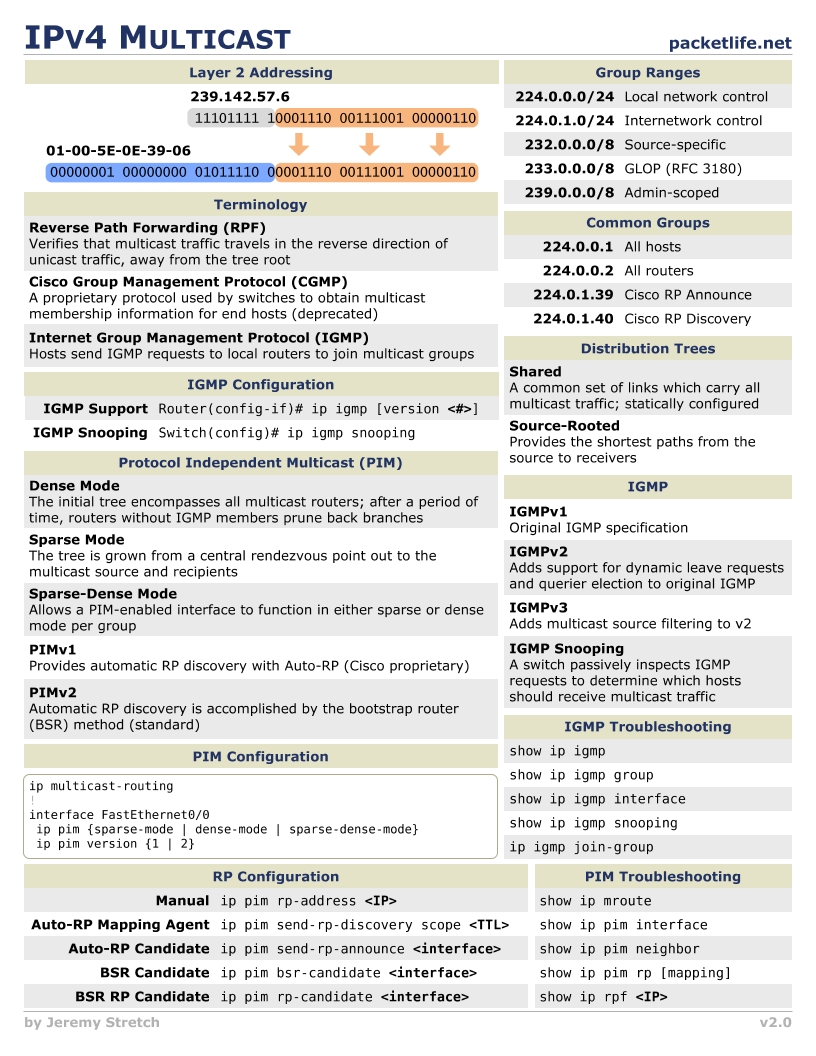 IPv4 MULTICAST
packetlife.net
Layer 2 Addressing
239.142.57.6
11101111 10001110 00111001 00000110
01-00-5E-0E-39-06
00000001 00000000 01011110 00001110 00111001 00000110
Terminology
Reverse Path Forwarding (RPF)
Verifies that multicast traffic travels in the reverse direction of
unicast traffic, away from the tree root
Cisco Group Management Protocol (CGMP)
A proprietary protocol used by switches to obtain multicast
membership information for end hosts (deprecated)
Internet Group Management Protocol (IGMP)
Hosts send IGMP requests to local routers to join multicast groups
IGMP Configuration
IGMP Support Router(config-if)# ip igmp [version <#>]
IGMP Snooping Switch(config)# ip igmp snooping
Protocol Independent Multicast (PIM)
Dense Mode
The initial tree encompasses all multicast routers; after a period of
time, routers without IGMP members prune back branches
Sparse Mode
The tree is grown from a central rendezvous point out to the
multicast source and recipients
Sparse-Dense Mode
Allows a PIM-enabled interface to function in either sparse or dense
mode per group
PIMv1
Provides automatic RP discovery with Auto-RP (Cisco proprietary)
PIMv2
Automatic RP discovery is accomplished by the bootstrap router
(BSR) method (standard)
PIM Configuration
ip multicast-routing
!
interface FastEthernet0/0
ip pim {sparse-mode | dense-mode | sparse-dense-mode}
ip pim version {1 | 2}
Group Ranges
224.0.0.0/24 Local network control
224.0.1.0/24 Internetwork control
232.0.0.0/8 Source-specific
233.0.0.0/8 GLOP (RFC 3180)
239.0.0.0/8 Admin-scoped
Common Groups
224.0.0.1 All hosts
224.0.0.2 All routers
224.0.1.39 Cisco RP Announce
224.0.1.40 Cisco RP Discovery
Distribution Trees
Shared
A common set of links which carry all
multicast traffic; statically configured
Source-Rooted
Provides the shortest paths from the
source to receivers
IGMP
IGMPv1
Original IGMP specification
IGMPv2
Adds support for dynamic leave requests
and querier election to original IGMP
IGMPv3
Adds multicast source filtering to v2
IGMP Snooping
A switch passively inspects IGMP
requests to determine which hosts
should receive multicast traffic
IGMP Troubleshooting
show ip igmp
show ip igmp group
show ip igmp interface
show ip igmp snooping
ip igmp join-group
RP Configuration
Manual ip pim rp-address <IP>
Auto-RP Mapping Agent ip pim send-rp-discovery scope <TTL>
Auto-RP Candidate ip pim send-rp-announce <interface>
BSR Candidate ip pim bsr-candidate <interface>
BSR RP Candidate ip pim rp-candidate <interface>
PIM Troubleshooting
show ip mroute
show ip pim interface
show ip pim neighbor
show ip pim rp [mapping]
show ip rpf <IP>
by Jeremy Stretch
v2.0